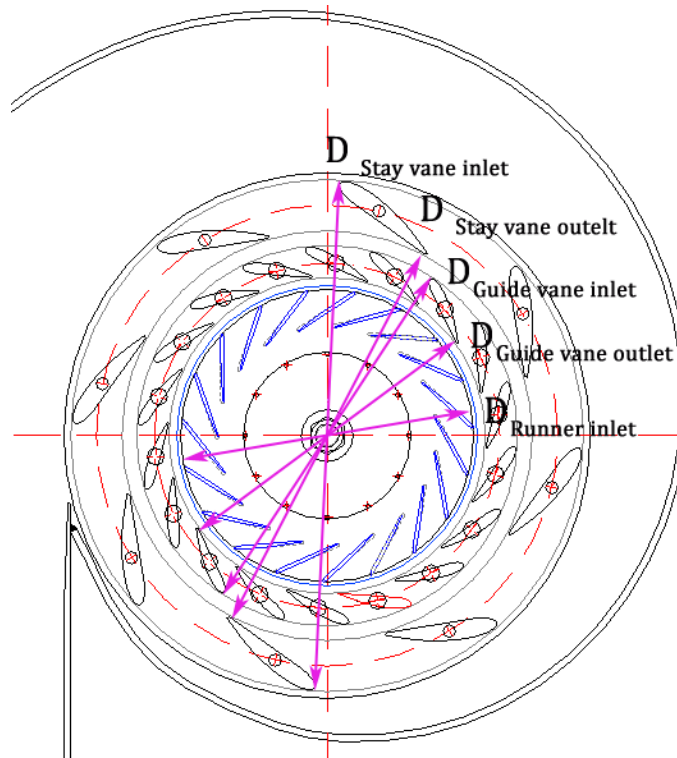 D Stay vane inlet
D Stay vane outelt
D Guide vane inlet
D Guide vane outlet
D Runner inlet